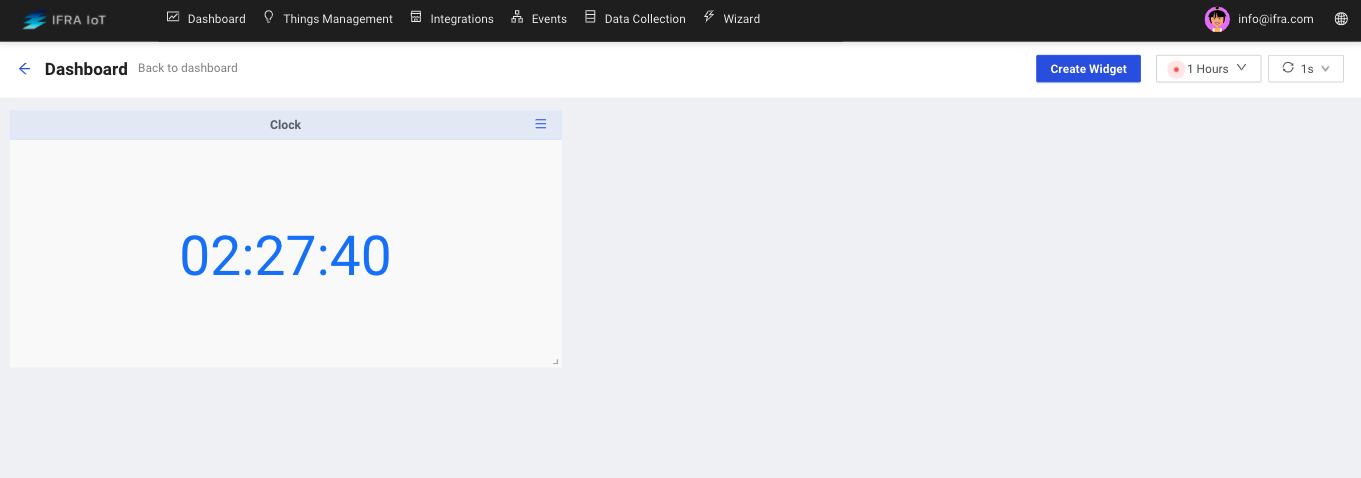 IFRA IoT Dashboard Things Management Integrations Events Data Collection Wizard info@ifra.com
Dashboard Back to dashboard Create Widget 1 Hours 1s
Clock
02:27:40